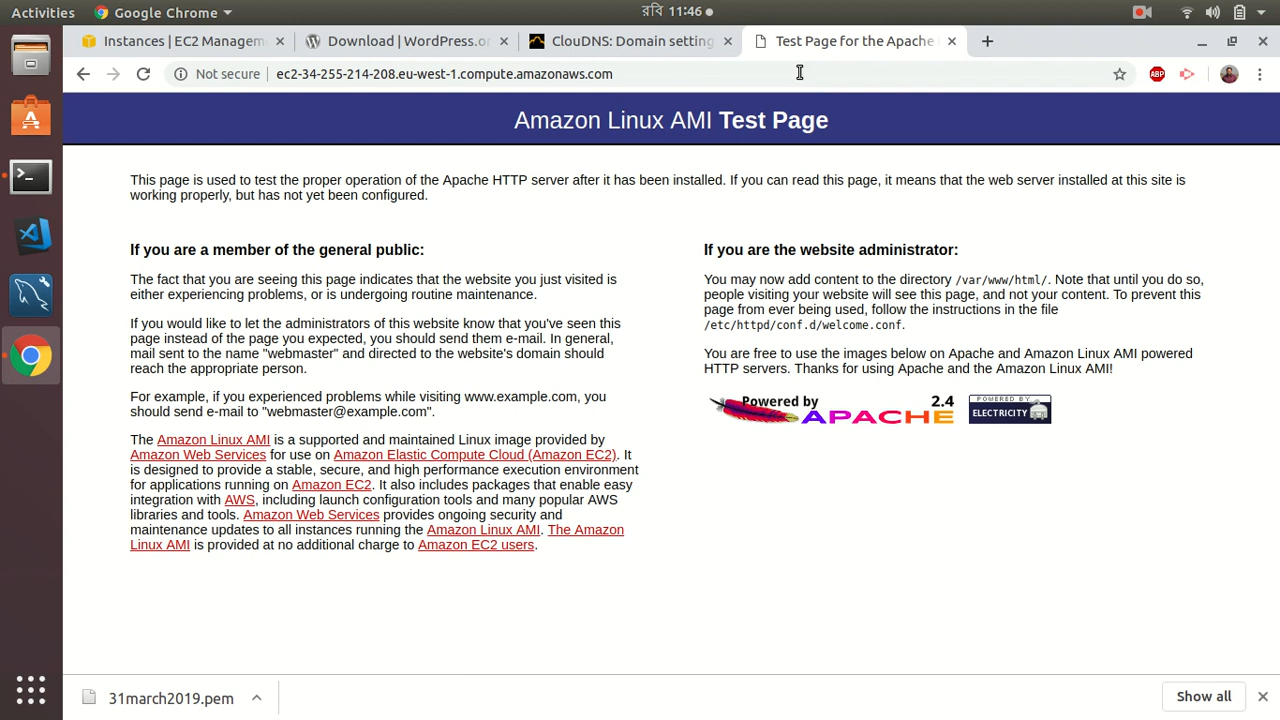 Activities
Google Chrome
রবি 11:46
Instances | EC2 Managem
Download | WordPress.or
ClouDNS: Domain setting
Test Page for the Apache
Not secure
ec2-34-255-214-208.eu-west-1.compute.amazonaws.com
ABP
Amazon Linux AMI Test Page
This page is used to test the proper operation of the Apache HTTP server after it has been installed. If you can read this page, it means that the web server installed at this site is
working properly, but has not yet been configured.
If you are a member of the general public:
The fact that you are seeing this page indicates that the website you just visited is
either experiencing problems, or is undergoing routine maintenance.
If you would like to let the administrators of this website know that you've seen this
page instead of the page you expected, you should send them e-mail. In general,
mail sent to the name "webmaster" and directed to the website's domain should
reach the appropriate person.
For example, if you experienced problems while visiting www.example.com, you
should send e-mail to "webmaster@example.com".
The Amazon Linux AMI is a supported and maintained Linux image provided by
Amazon Web Services for use on Amazon Elastic Compute Cloud (Amazon EC2). It
is designed to provide a stable, secure, and high performance execution environment
for applications running on Amazon EC2. It also includes packages that enable easy
integration with AWS, including launch configuration tools and many popular AWS
libraries and tools. Amazon Web Services provides ongoing security and
maintenance updates to all instances running the Amazon Linux AMI. The Amazon
Linux AMI is provided at no additional charge to Amazon EC2 users.
If you are the website administrator:
You may now add content to the directory /var/www/html/. Note that until you do so,
people visiting your website will see this page, and not your content. To prevent this
page from ever being used, follow the instructions in the file
/etc/httpd/conf.d/welcome.conf.
You are free to use the images below on Apache and Amazon Linux AMI powered
HTTP servers. Thanks for using Apache and the Amazon Linux AMI!
Powered by 2.4
APACHE
POWERED BY
ELECTRICITY
31march2019.pem
Show all